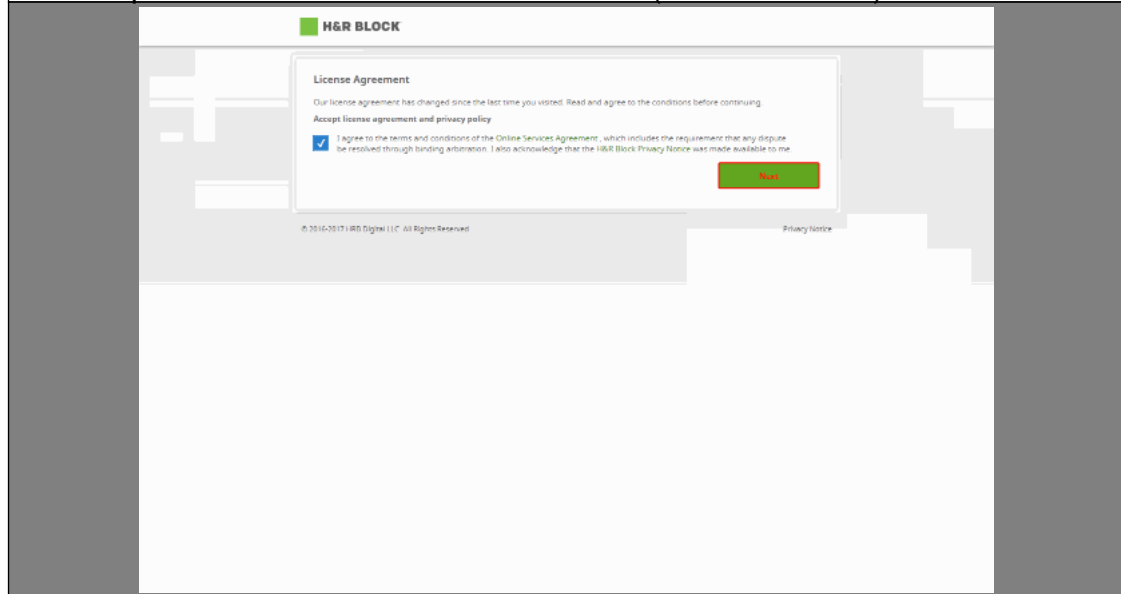 H&R BLOCK
License Agreement
Our license agreement has changed since the last time you visited. Read and agree to the conditions before continuing.
Accept license agreement and privacy policy
I agree to the terms and conditions of the Online Services Agreement , which includes the requirement that any dispute
be resolved through binding arbitration. I also acknowledge that the H&R Block Privacy Notice was made available to me.
Next
© 2016-2017 HRB Digital LLC. All Rights Reserved.
Privacy Notice